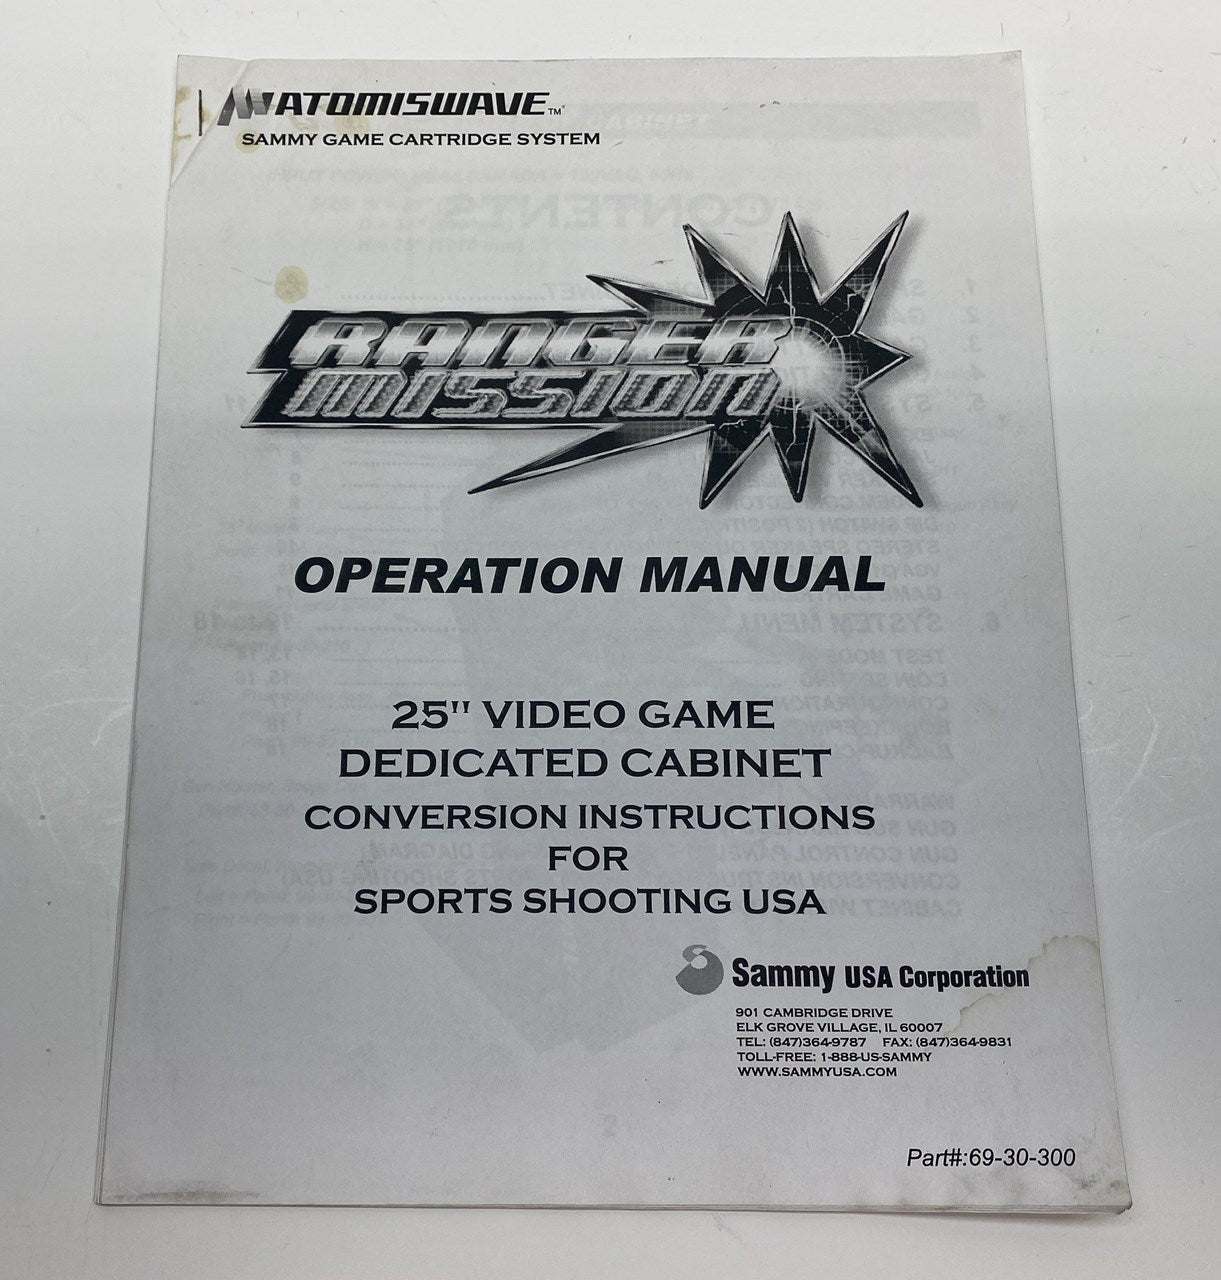 ATOMISWAVE™
SAMMY GAME CARTRIDGE SYSTEM
RANGER
MISSION
OPERATION MANUAL
25" VIDEO GAME
DEDICATED CABINET
CONVERSION INSTRUCTIONS
FOR
SPORTS SHOOTING USA
Sammy USA Corporation
901 CAMBRIDGE DRIVE
ELK GROVE VILLAGE, IL 60007
TEL: (847)364-9787 FAX: (847)364-9831
TOLL-FREE: 1-888-US-SAMMY
WWW.SAMMYUSA.COM
Part#:69-30-300